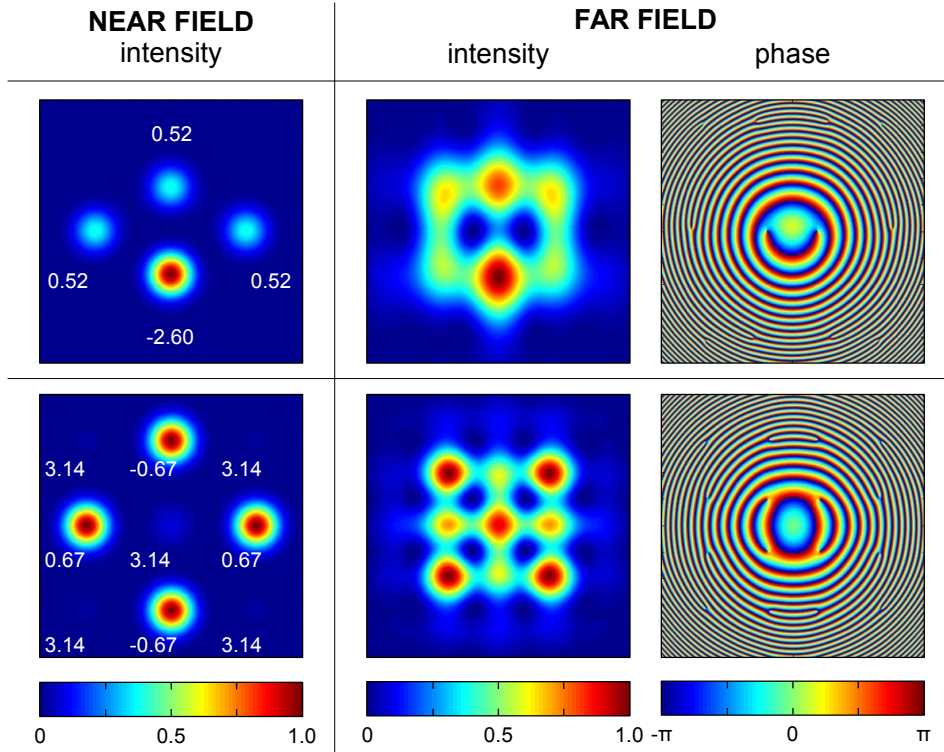 NEAR FIELD
intensity
FAR FIELD
intensity phase
0.52
0.52 0.52
-2.60
3.14 -0.67 3.14
0.67 3.14 0.67
3.14 -0.67 3.14
0 0.5 1.0 0 0.5 1.0 -π 0 π